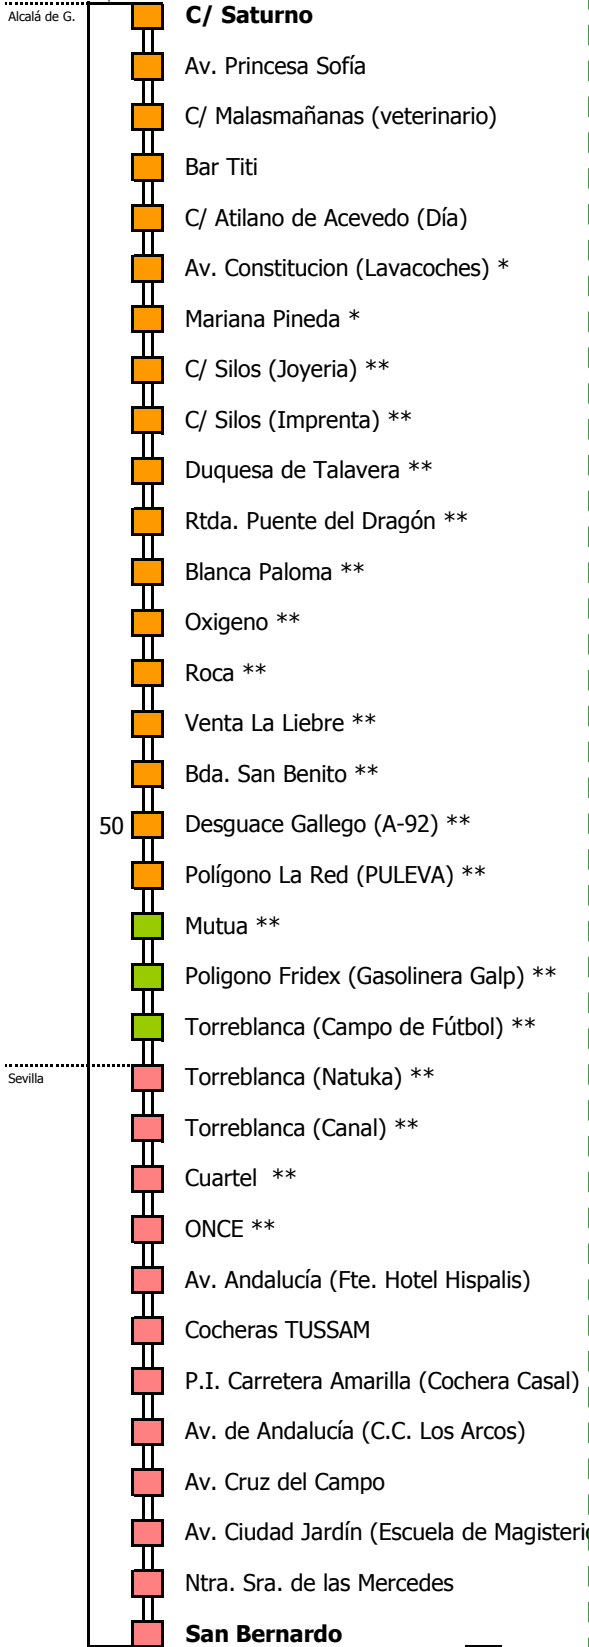 Alcalá de G.
C/ Saturno
Av. Princesa Sofía
C/ Malasmañanas (veterinario)
Bar Titi
C/ Atilano de Acevedo (Día)
Av. Constitucion (Lavacoches) *
Mariana Pineda *
C/ Silos (Joyeria) **
C/ Silos (Imprenta) **
Duquesa de Talavera **
Rtda. Puente del Dragón **
Blanca Paloma **
Oxigeno **
Roca **
Venta La Liebre **
Bda. San Benito **
50 Desguace Gallego (A-92) **
Polígono La Red (PULEVA) **
Mutua **
Poligono Fridex (Gasolinera Galp) **
Torreblanca (Campo de Fútbol) **
Sevilla
Torreblanca (Natuka) **
Torreblanca (Canal) **
Cuartel **
ONCE **
Av. Andalucía (Fte. Hotel Hispalis)
Cocheras TUSSAM
P.I. Carretera Amarilla (Cochera Casal)
Av. de Andalucía (C.C. Los Arcos)
Av. Cruz del Campo
Av. Ciudad Jardín (Escuela de Magisterio
Ntra. Sra. de las Mercedes
San Bernardo